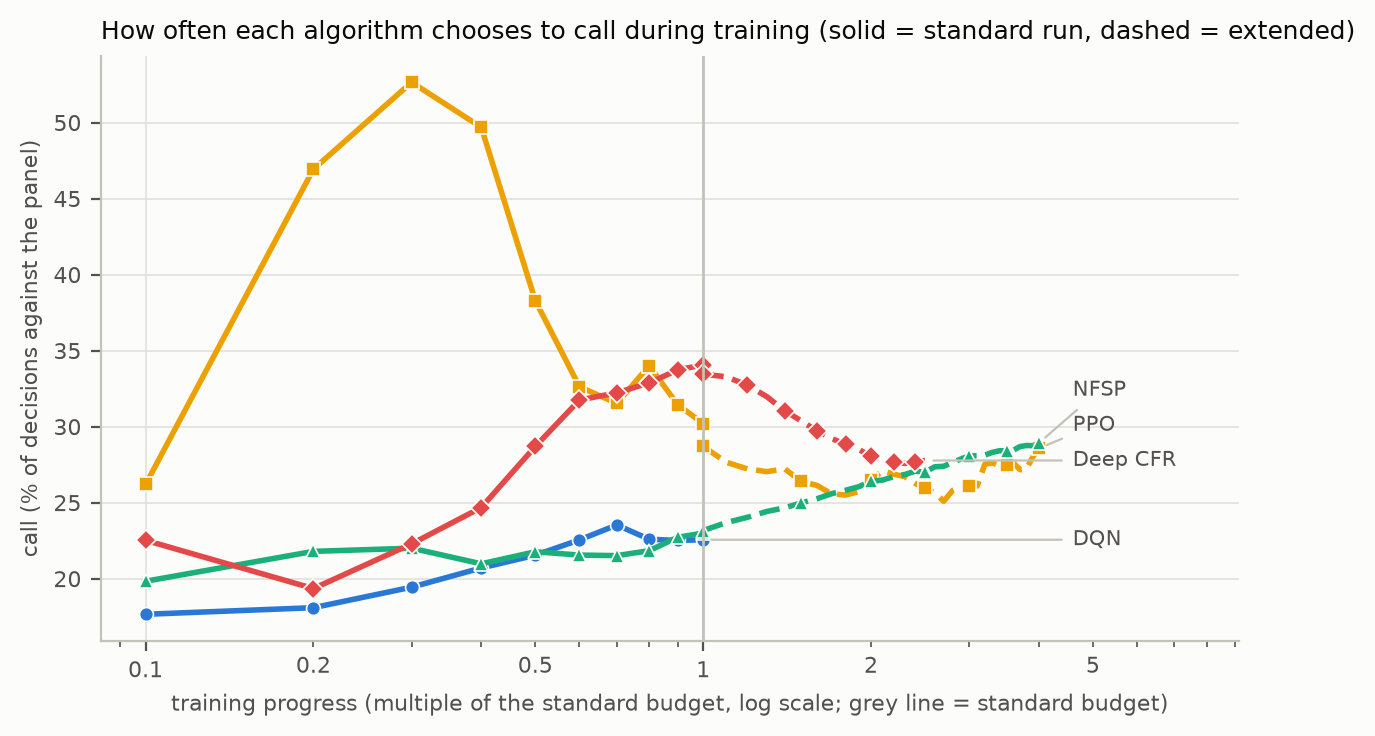 How often each algorithm chooses to call during training (solid = standard run, dashed = extended)
call (% of decisions against the panel)
50
45
40
35
30
25
20
NFSP
PPO
Deep CFR
DQN
0.1
0.2
0.5
1
2
5
training progress (multiple of the standard budget, log scale; grey line = standard budget)